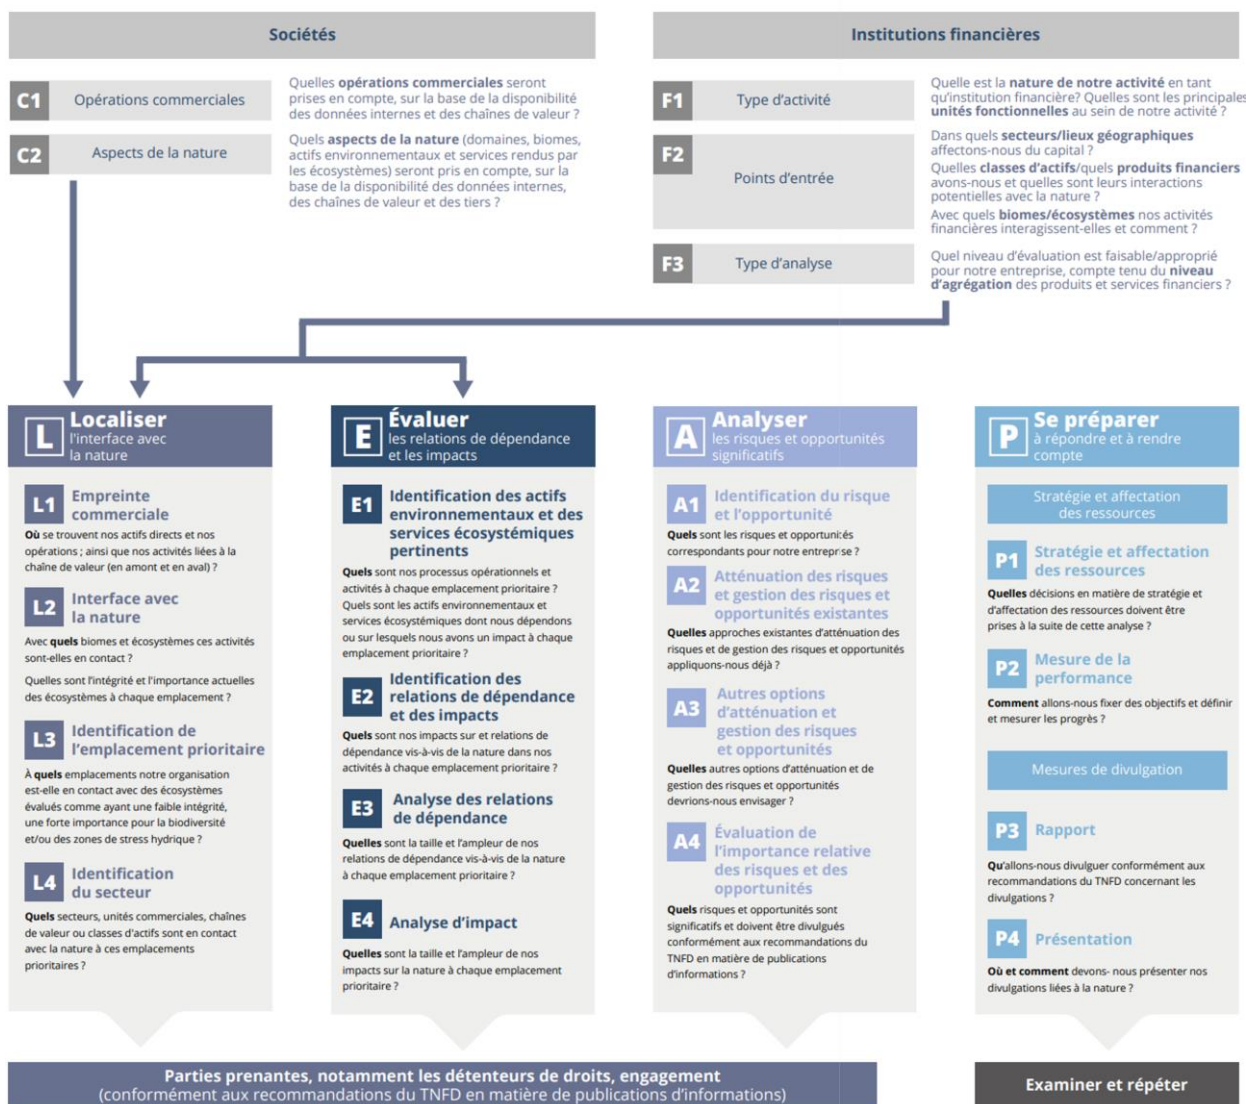 Sociétés
C1
Opérations commerciales
Quelles opérations commerciales seront
prises en compte, sur la base de la disponibilité
des données internes et des chaînes de valeur ?
C2
Aspects de la nature
Quels aspects de la nature (domaines, biomes,
actifs environnementaux et services rendus par
les écosystèmes) seront pris en compte, sur la
base de la disponibilité des données internes,
des chaînes de valeur et des tiers ?
Institutions financières
F1
Type d’activité
Quelle est la nature de notre activité en tant
qu’institution financière? Quelles sont les principales
unités fonctionnelles au sein de notre activité ?
F2
Points d’entrée
Dans quels secteurs/lieux géographiques
affectons-nous du capital ?
Quelles classes d’actifs/quels produits financiers
avons-nous et quelles sont leurs interactions
potentielles avec la nature ?
Avec quels biomes/écosystèmes nos activités
financières interagissent-elles et comment ?
F3
Type d’analyse
Quel niveau d’évaluation est faisable/approprié
pour notre entreprise, compte tenu du niveau
d’agrégation des produits et services financiers ?
L
Localiser
l’interface avec
la nature
L1
Empreinte
commerciale
Où se trouvent nos actifs directs et nos
opérations ; ainsi que nos activités liées à la
chaîne de valeur (en amont et en aval) ?
L2
Interface avec
la nature
Avec quels biomes et écosystèmes ces activités
sont-elles en contact ?
Quelles sont l’intégrité et l’importance actuelles
des écosystèmes à chaque emplacement ?
L3
Identification de
l’emplacement prioritaire
À quels emplacements notre organisation
est-elle en contact avec des écosystèmes
évalués comme ayant une faible intégrité,
une forte importance pour la biodiversité
et/ou des zones de stress hydrique ?
L4
Identification
du secteur
Quels secteurs, unités commerciales, chaînes
de valeur ou classes d’actifs sont en contact
avec la nature à ces emplacements
prioritaires ?
E
Évaluer
les relations de dépendance
et les impacts
E1
Identification des actifs
environnementaux et des
services écosystémiques
pertinents
Quels sont nos processus opérationnels et
activités à chaque emplacement prioritaire ?
Quels sont les actifs environnementaux et
services écosystémiques dont nous dépendons
ou sur lesquels nous avons un impact à chaque
emplacement prioritaire ?
E2
Identification des
relations de dépendance
et des impacts
Quels sont nos impacts sur et relations de
dépendance vis-à-vis de la nature dans nos
activités à chaque emplacement prioritaire ?
E3
Analyse des relations
de dépendance
Quelles sont la taille et l’ampleur de nos
relations de dépendance vis-à-vis de la nature
à chaque emplacement prioritaire ?
E4
Analyse d’impact
Quelles sont la taille et l’ampleur de nos
impacts sur la nature à chaque emplacement
prioritaire ?
A
Analyser
les risques et opportunités
significatifs
A1
Identification du risque
et l’opportunité
Quels sont les risques et opportunités
correspondants pour notre entreprise ?
A2
Atténuation des risques
et gestion des risques et
opportunités existantes
Quelles approches existantes d’atténuation des
risques et de gestion des risques et opportunités
appliquons-nous déjà ?
A3
Autres options
d’atténuation et
gestion des risques
et opportunités
Quelles autres options d’atténuation et de
gestion des risques et opportunités
devrions-nous envisager ?
A4
Évaluation de
l’importance relative
des risques et des
opportunités
Quels risques et opportunités sont
significatifs et doivent être divulgués
conformément aux recommandations du
TNFD en matière de publications
d’informations ?
P
Se préparer
à répondre et à rendre
compte
Stratégie et affectation
des ressources
P1
Stratégie et affectation
des ressources
Quelles décisions en matière de stratégie et
d’affectation des ressources doivent être
prises à la suite de cette analyse ?
P2
Mesure de la
performance
Comment allons-nous fixer des objectifs et définir
et mesurer les progrès ?
Mesures de divulgation
P3
Rapport
Qu’allons-nous divulguer conformément aux
recommandations du TNFD concernant les
divulgations ?
P4
Présentation
Où et comment devons- nous présenter nos
divulgations liées à la nature ?
Parties prenantes, notamment les détenteurs de droits, engagement
(conformément aux recommandations du TNFD en matière de publications d’informations)
Examiner et répéter